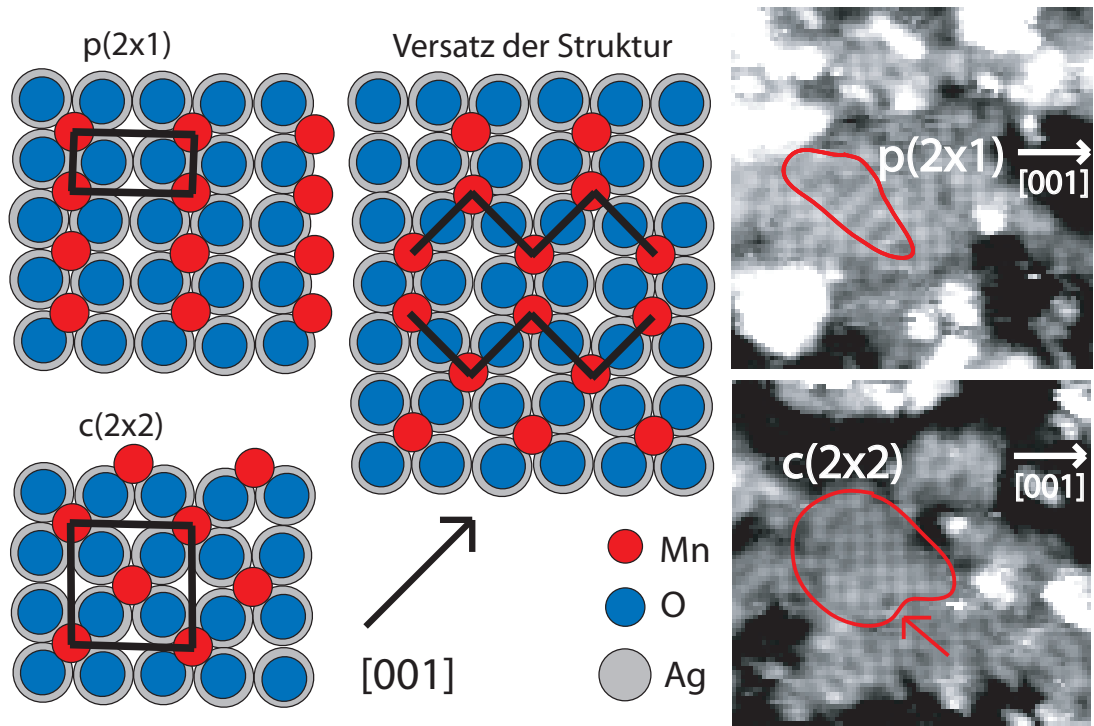 p(2x1)
Versatz der Struktur
c(2x2)
[001]
Mn
O
Ag
p(2x1)
[001]
c(2x2)
[001]